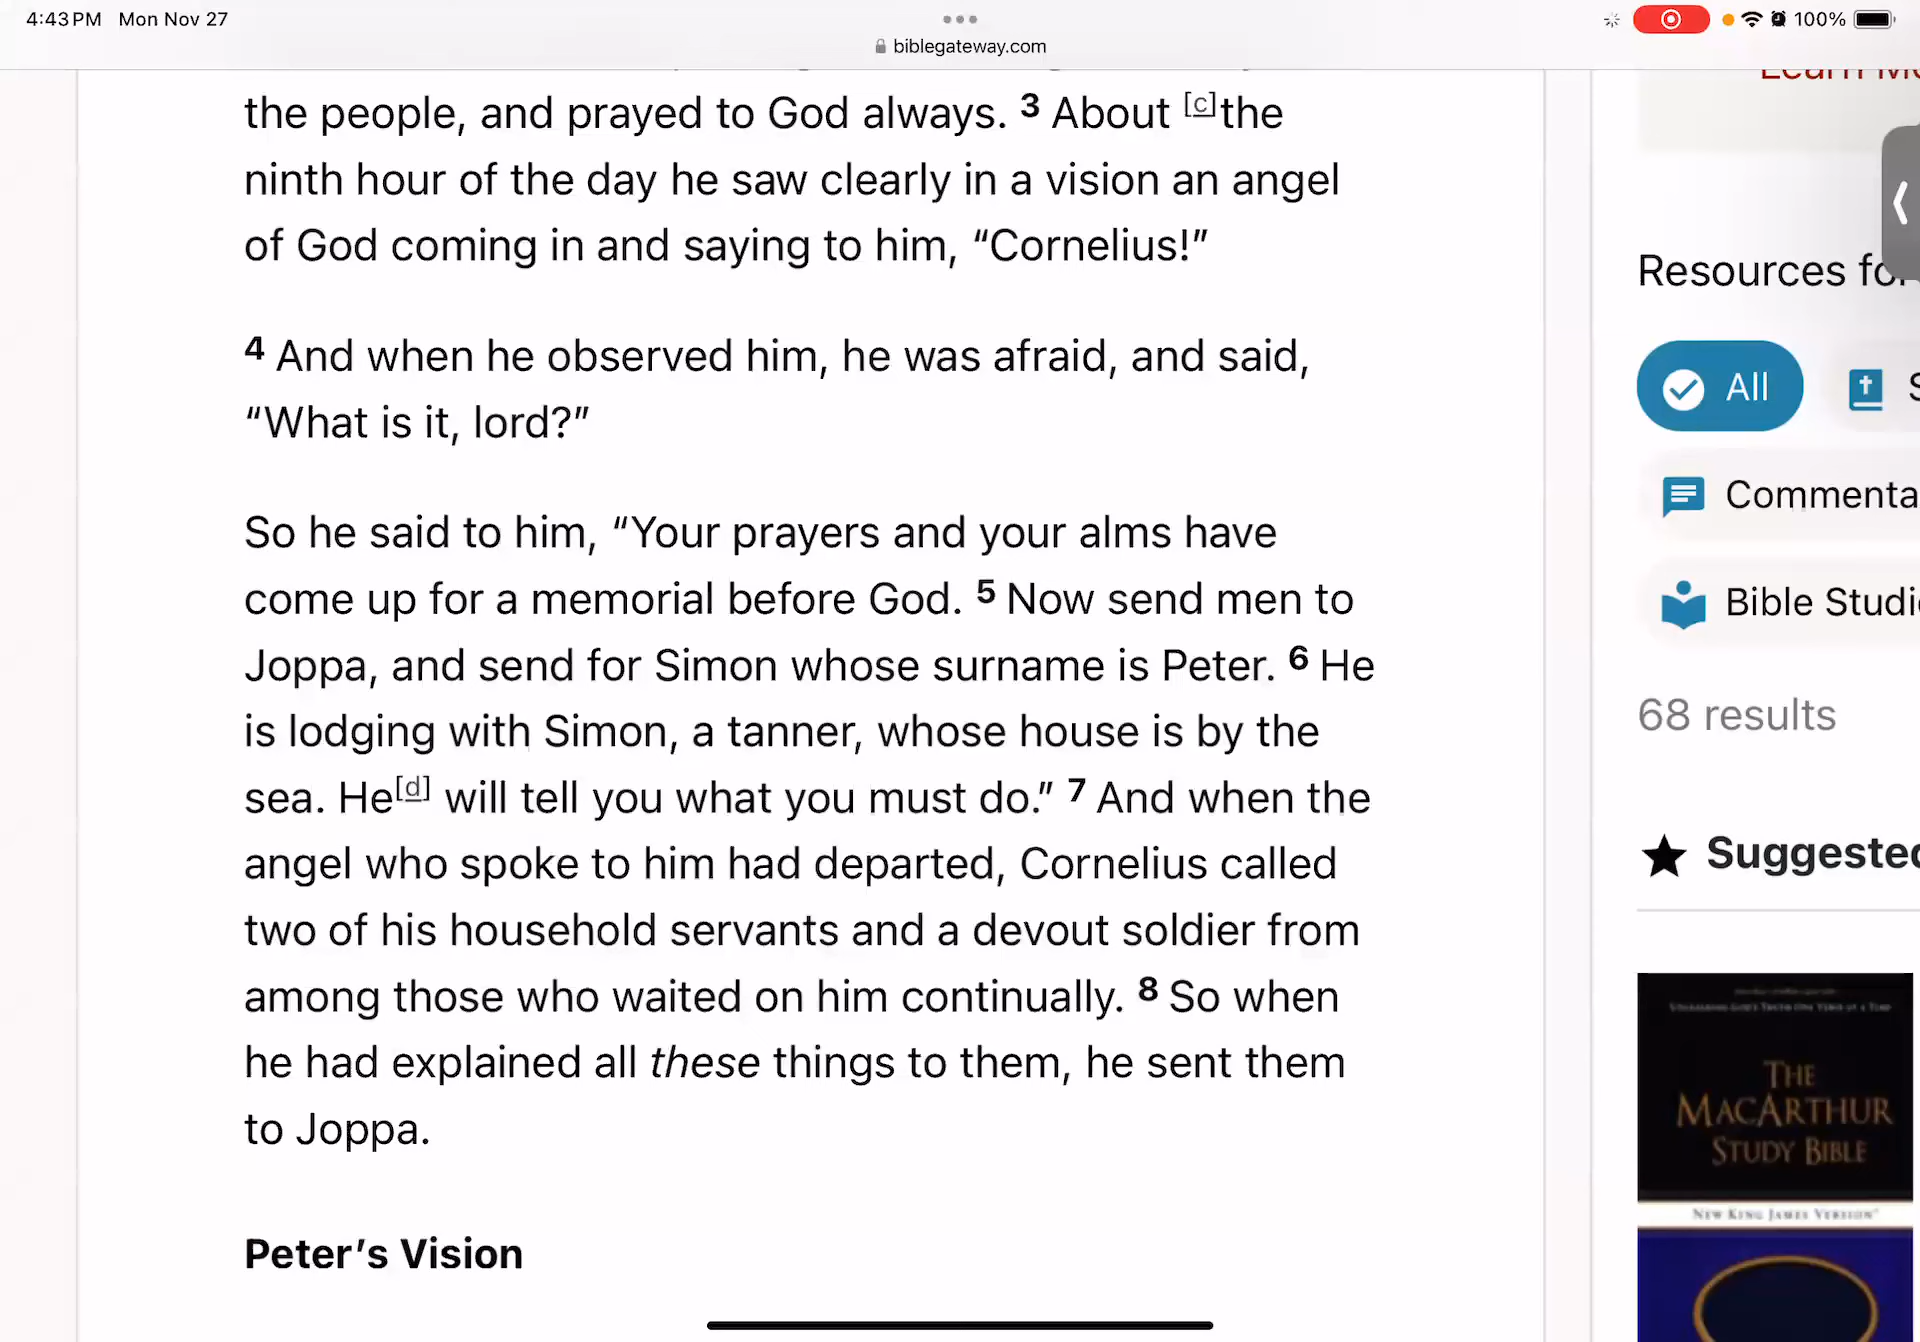 4:43 PM Mon Nov 27
100%
biblegateway.com
the people, and prayed to God always. 3 About [c]the
ninth hour of the day he saw clearly in a vision an angel
of God coming in and saying to him, “Cornelius!”
4 And when he observed him, he was afraid, and said,
“What is it, lord?”
So he said to him, “Your prayers and your alms have
come up for a memorial before God. 5 Now send men to
Joppa, and send for Simon whose surname is Peter. 6 He
is lodging with Simon, a tanner, whose house is by the
sea. He[d] will tell you what you must do.” 7 And when the
angel who spoke to him had departed, Cornelius called
two of his household servants and a devout soldier from
among those who waited on him continually. 8 So when
he had explained all these things to them, he sent them
to Joppa.
Peter’s Vision
Resources
All
68 results
Bible
THE
MACARTHUR
STUDY BIBLE
NEW KING JAMES VERSION